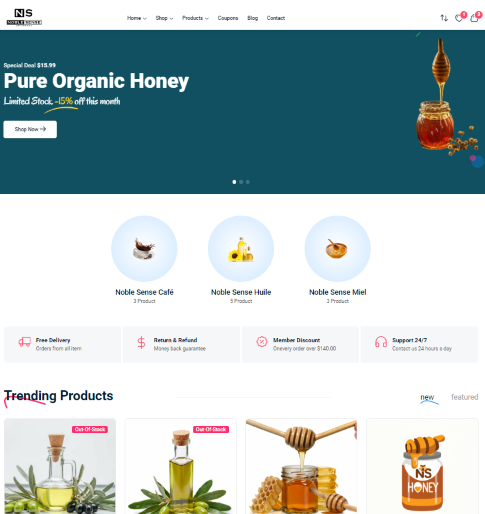 NS
NOBLE SENSE
Home Shop Products Coupons Blog Contact
Special Deal $15.99
Pure Organic Honey
Limited Stock -15% off this month
Shop Now
Noble Sense Café Noble Sense Huile Noble Sense Miel
3 Product 5 Product 3 Product
Free Delivery Return & Refund Member Discount Support 24/7
Orders from all item Money back guarantee Onevery order over $140.00 Contact us 24 hours a day
Trending Products new featured
Out-Of-Stock Out-Of-Stock
NS
HONEY